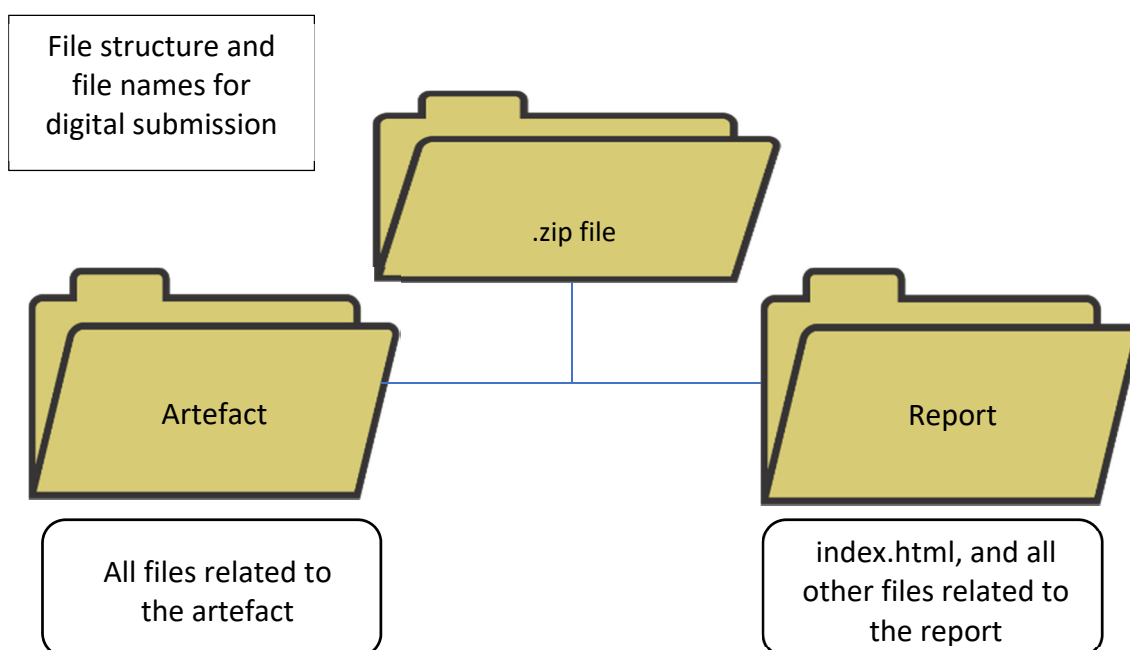 File structure and
file names for
digital submission
.zip file
Artefact
Report
All files related to
the artefact
index.html, and all
other files related to
the report